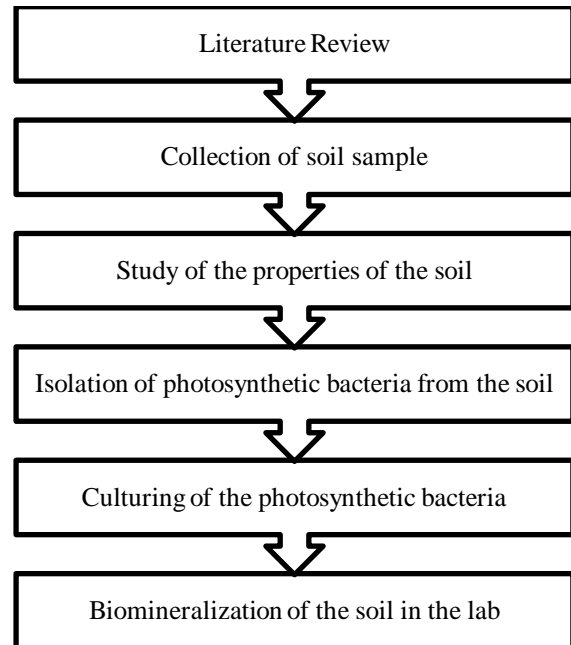 Literature Review
Collection of soil sample
Study of the properties of the soil
Isolation of photosynthetic bacteria from the soil
Culturing of the photosynthetic bacteria
Biomineralization of the soil in the lab